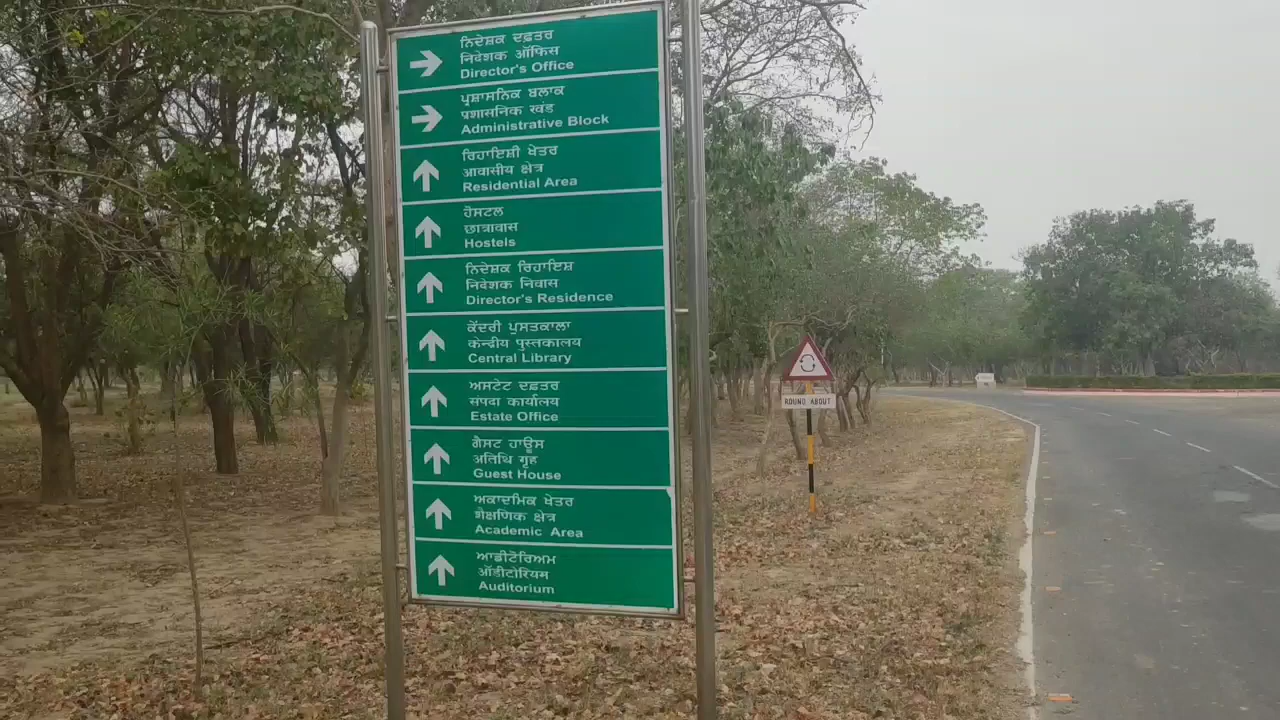 ਨਿਦੇਸ਼ਕ ਦਫ਼ਤਰ
निदेशक ऑफिस
Director's Office
ਪ੍ਰਸ਼ਾਸਨਿਕ ਬਲਾਕ
प्रशासनिक खंड
Administrative Block
ਰਿਹਾਇਸ਼ੀ ਖੇਤਰ
आवासीय क्षेत्र
Residential Area
ਹੋਸਟਲ
छात्रावास
Hostels
ਨਿਦੇਸ਼ਕ ਰਿਹਾਇਸ਼
निदेशक निवास
Director's Residence
ਕੇਂਦਰੀ ਪੁਸਤਕਾਲਾ
केन्द्रीय पुस्तकालय
Central Library
ਅਸਟੇਟ ਦਫ਼ਤਰ
संपदा कार्यालय
Estate Office
ਗੈਸਟ ਹਾਊਸ
अतिथि गृह
Guest House
ਅਕਾਦਮਿਕ ਖੇਤਰ
शैक्षणिक क्षेत्र
Academic Area
ਆਡੀਟੋਰਿਅਮ
ऑडीटोरियम
Auditorium
ROUND ABOUT